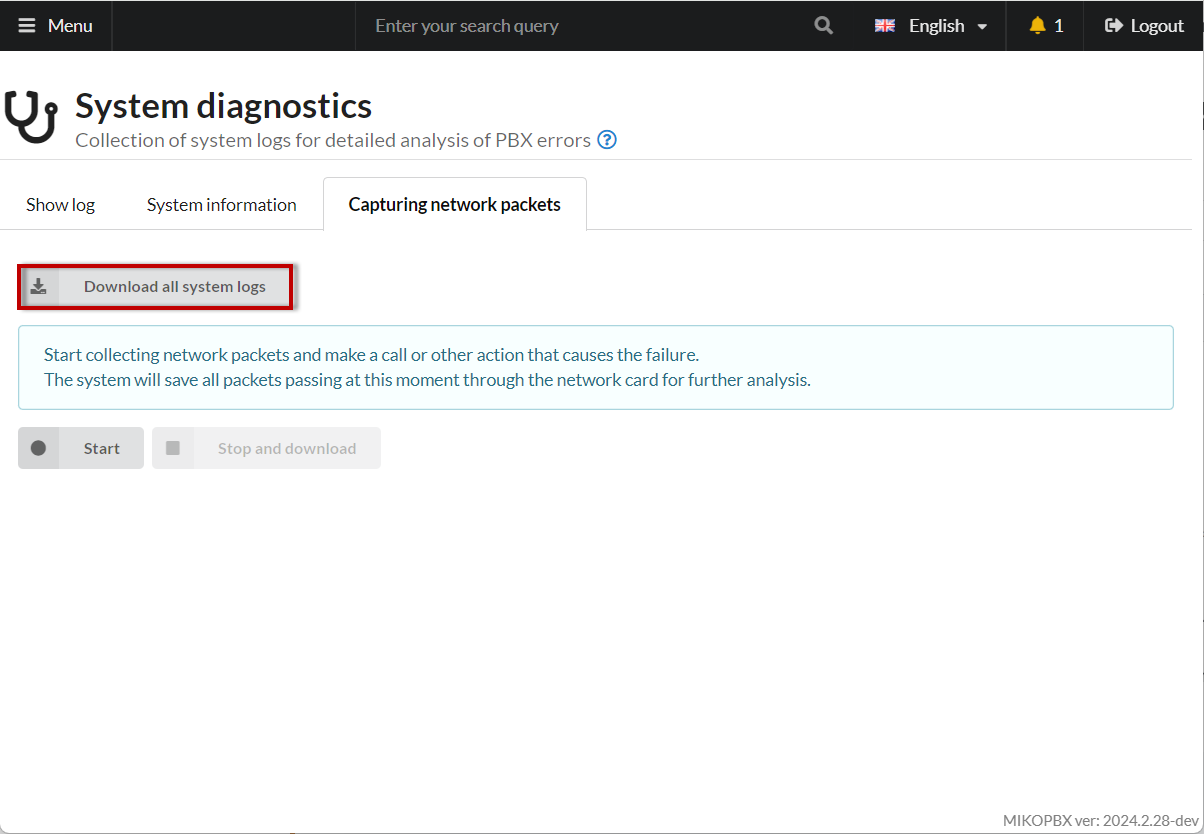 Menu
Enter your search query
English
1
Logout
System diagnostics
Collection of system logs for detailed analysis of PBX errors ?
Show log
System information
Capturing network packets
Download all system logs
Start collecting network packets and make a call or other action that causes the failure.
The system will save all packets passing at this moment through the network card for further analysis.
Start
Stop and download
MIKOPBX ver: 2024.2.28-dev